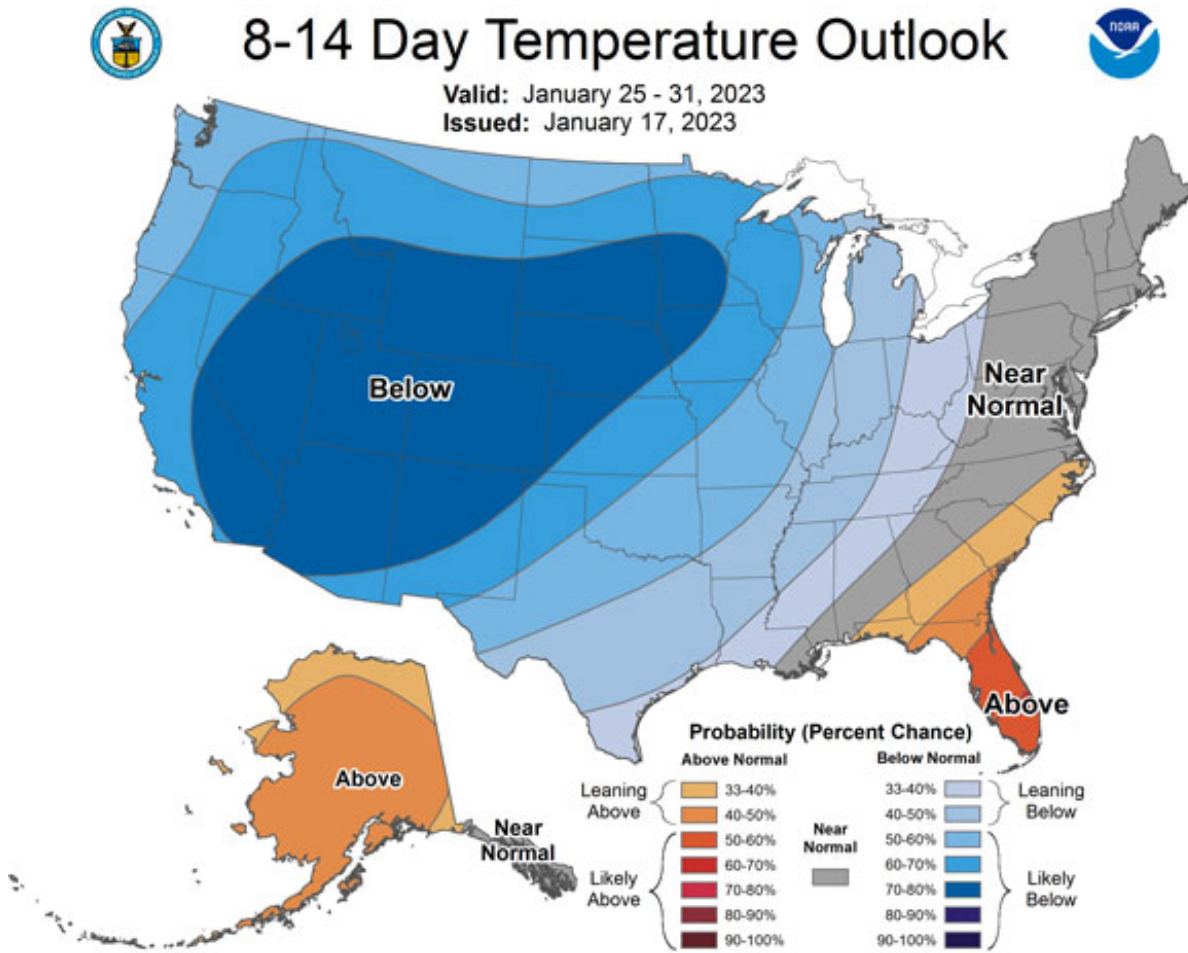 8-14 Day Temperature Outlook
NOAA
Valid: January 25 - 31, 2023
Issued: January 17, 2023
Below
Near
Normal
Above
Above
Near
Normal
Probability (Percent Chance)
Above Normal
Below Normal
Leaning
Above
33-40%
40-50%
Likely
Above
50-60%
60-70%
70-80%
80-90%
90-100%
Near
Normal
33-40%
40-50%
Leaning
Below
50-60%
60-70%
70-80%
80-90%
90-100%
Likely
Below